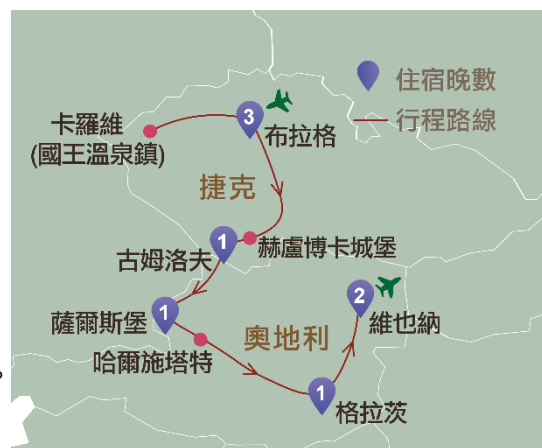 住宿晚數
行程路線
3
布拉格
卡羅維
(國王溫泉鎮)
捷克
1
古姆洛夫
赫盧博卡城堡
1
薩爾斯堡
哈爾施塔特
奧地利
2
維也納
1
格拉茨
。